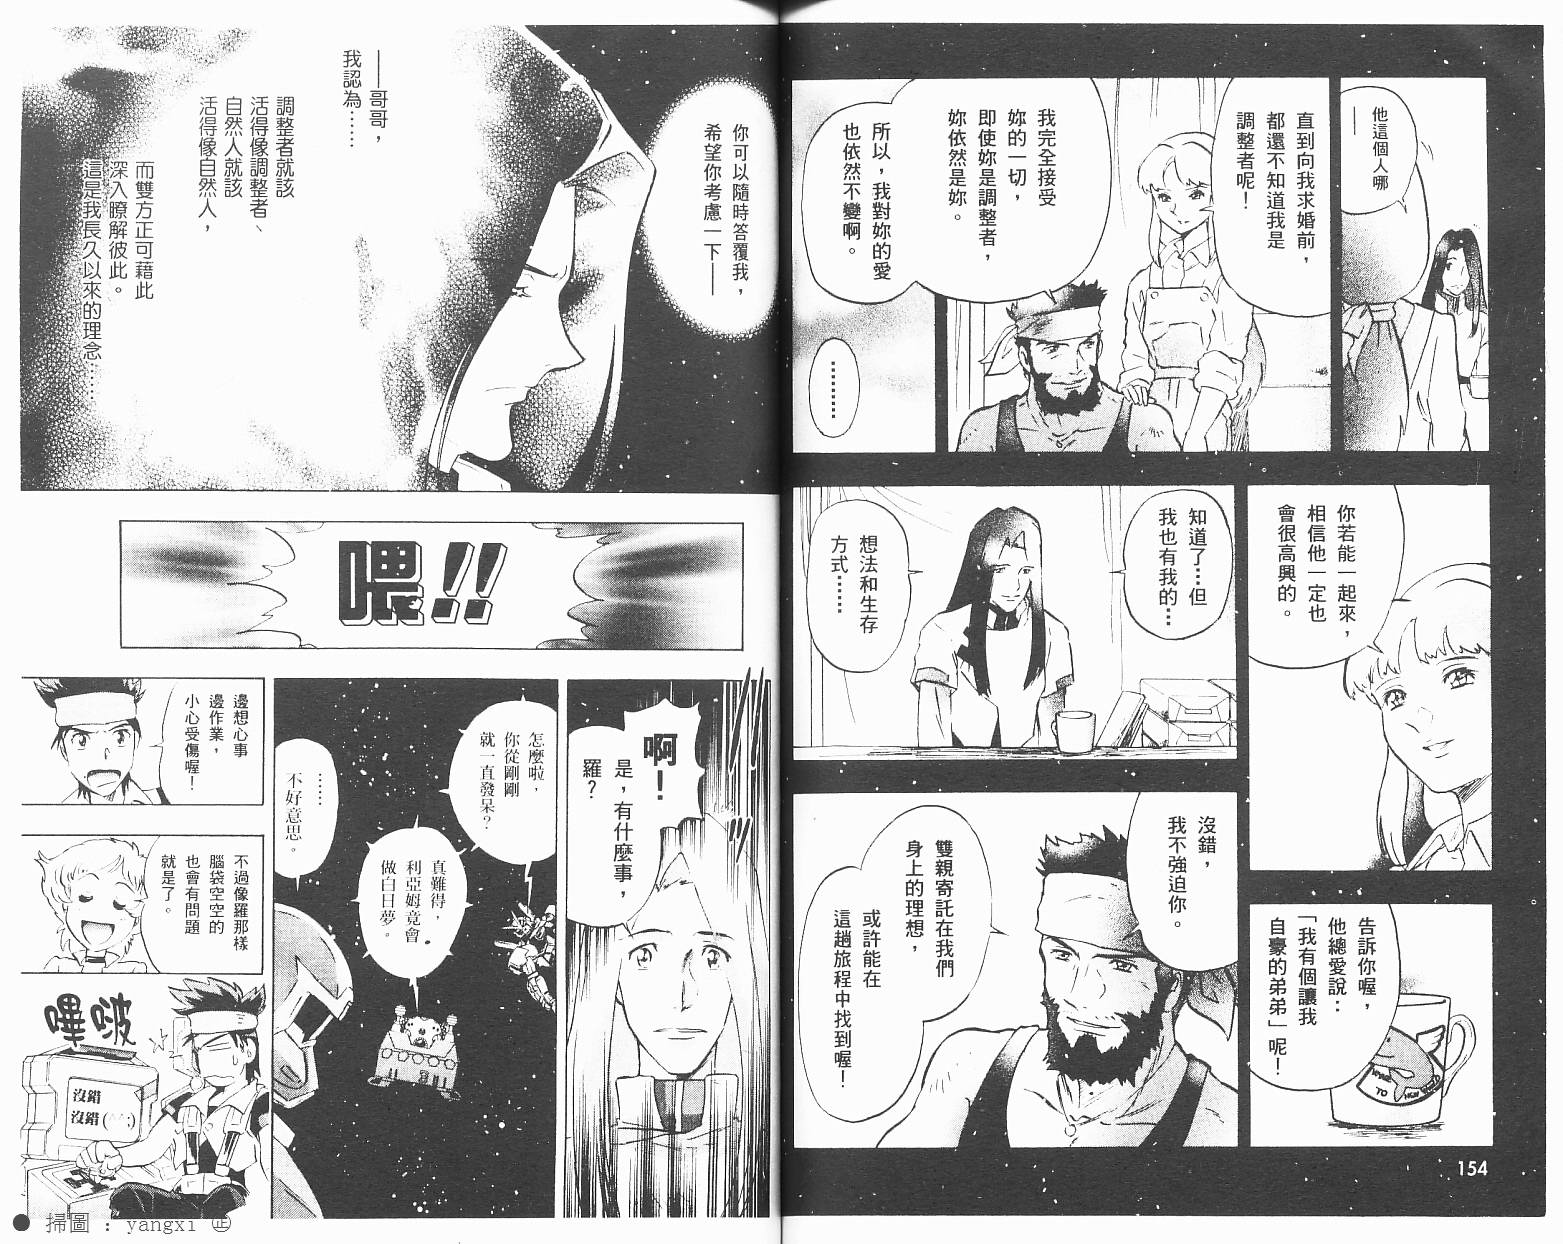 他這個人哪
——
直到向我求婚前，
都還不知道我是
調整者呢！
我完全接受
妳的一切，
即使妳是調整者，
妳依然是妳。
所以，我對妳的愛
也依然不變啊。
………
你若能一起來，
相信他一定也
會很高興的。
知道了…但
我也有我的…
想法和生存
方式……
告訴你喔，
他總愛說：
「我有個讓我
自豪的弟弟」呢！
沒錯，
我不強迫你。
雙親寄託在我們
身上的理想，
或許能在
這趟旅程中找到喔！
154
你可以隨時答覆我，
希望你考慮一下——
——哥哥，
我認為……
調整者就該
活得像調整者、
自然人就該
活得像自然人，
而雙方正可藉此
深入瞭解彼此。
這是我長久以來的理念……
喂！！
啊！
是，有什麼事，
羅？
怎麼啦，
你從剛剛
就一直發呆？
真難得，
利亞姆竟會
做白日夢。
……
不好意思。
邊想心事
邊作業，
小心受傷喔！
不過像羅那樣
腦袋空空的
也會有問題
就是了。
嗶啵
沒錯
沒錯(^^;)
● 掃圖 : yangxi ㊣